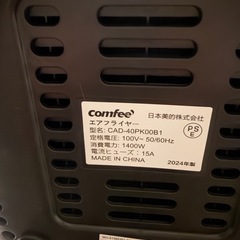 comfee'
日本美的株式会社
エアフライヤー
型名: CAD-40PK00B1
定格電圧: 100V~ 50/60Hz
消費電力: 1400W
電流ヒューズ: 15A
MADE IN CHINA
2024年製
PSE